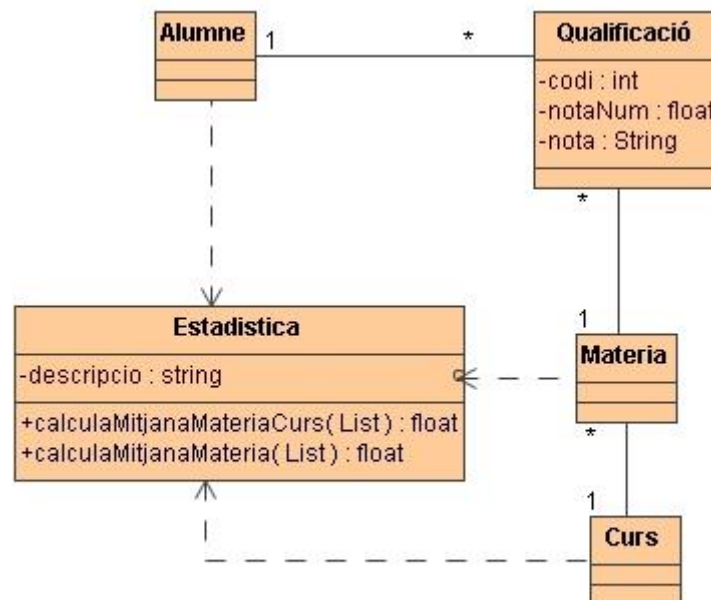 Alumne
1
*
Qualificació
-codi : int
-notaNum : float
-nota : String
*
1
Estadistica
-descripcio : string
+calculaMitjanaMateriaCurs( List ) : float
+calculaMitjanaMateria( List ) : float
Materia
*
1
Curs